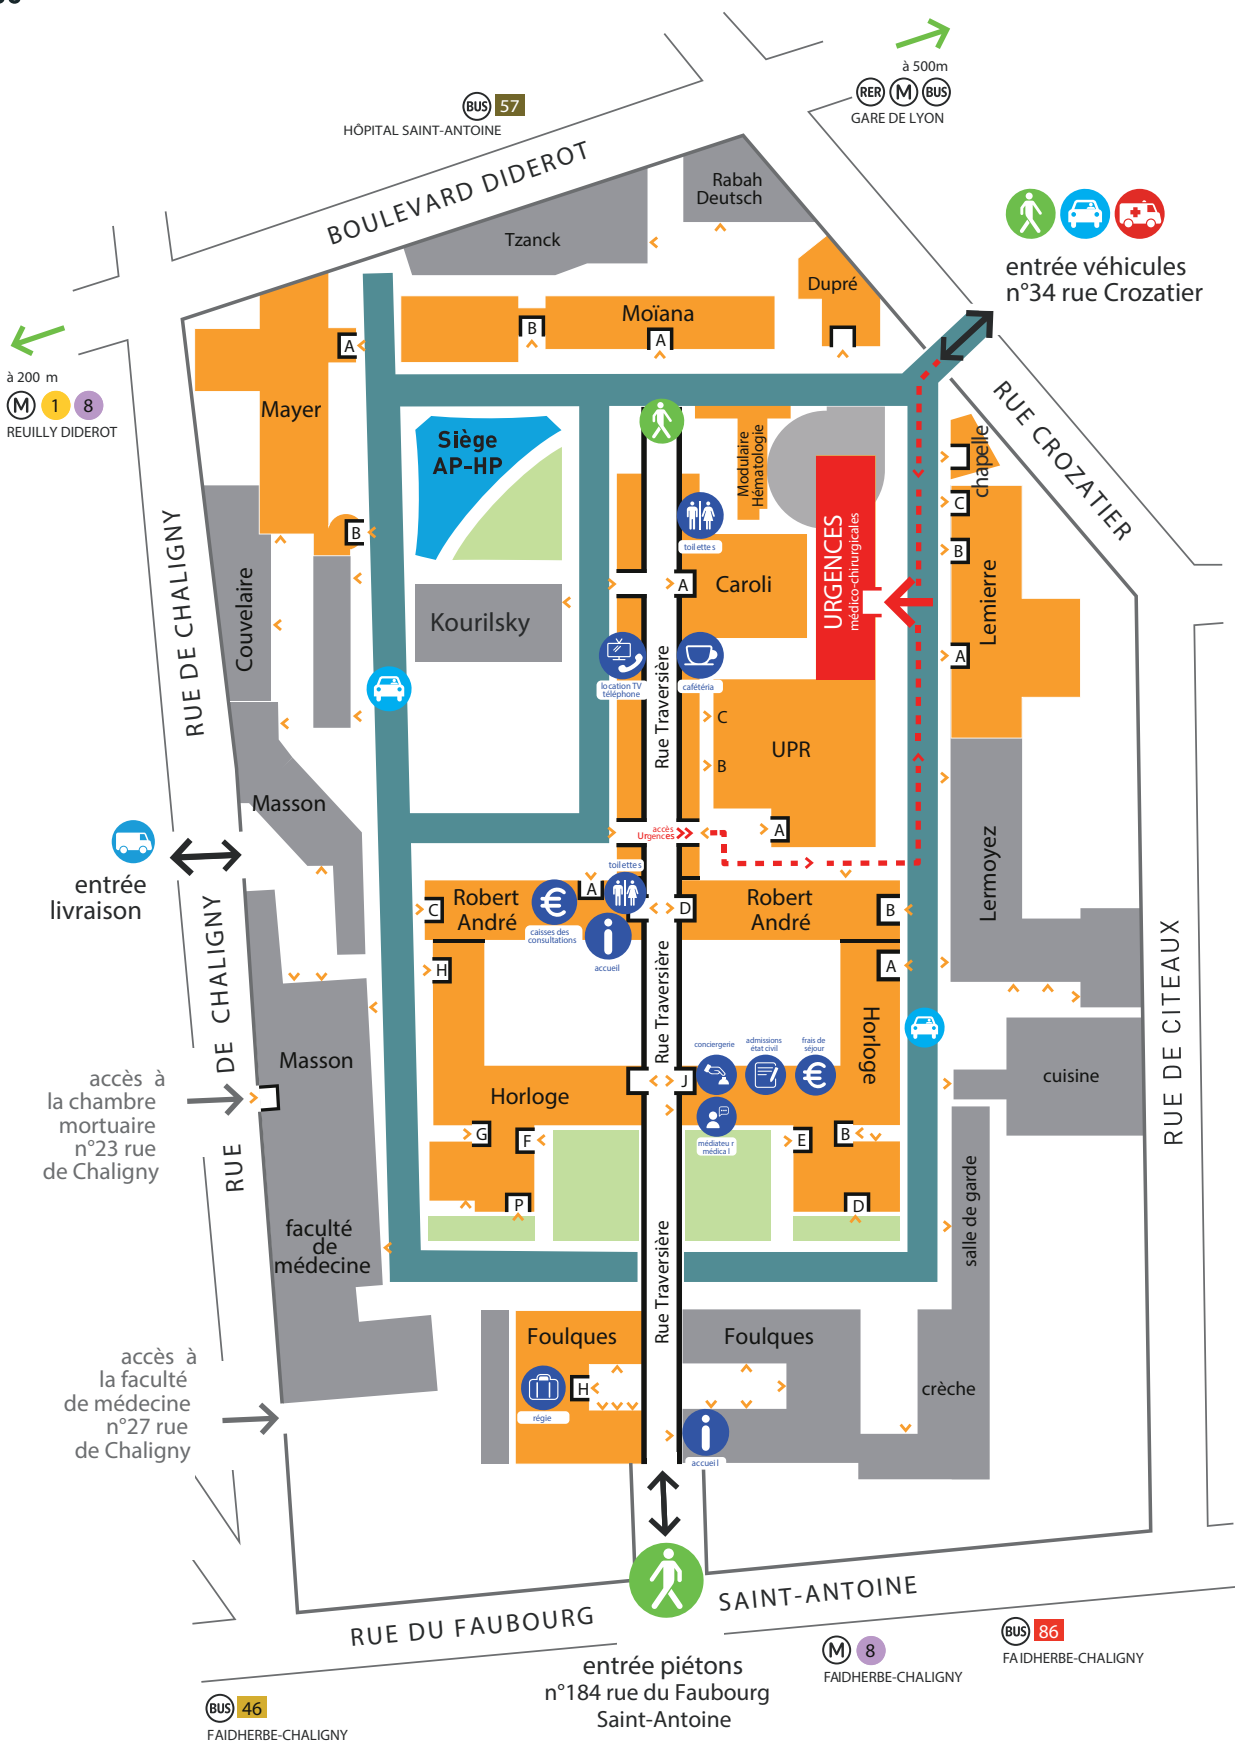 à 500m
RER M BUS
GARE DE LYON
BUS 57
HÔPITAL SAINT-ANTOINE
BOULEVARD DIDEROT
Rabah
Deutsch
Tzanck
entrée véhicules
n°34 rue Crozatier
Dupré
Moïana
B
A
A
à 200 m
M 1 8
REUILLY DIDEROT
Mayer
Siège
AP-HP
Modulaire
Hématologie
chapelle
RUE CROZATIER
C
B
B
toilettes
URGENCES
médico-chirurgicales
RUE DE CHALIGNY
Couvelaire
Kourilsky
A
Caroli
Lemierre
A
location TV
téléphone
Rue Traversière
cafétéria
C
B
UPR
Masson
accès
Urgences
A
entrée
livraison
toilettes
Robert
André
C
A
caisses des
consultations
accueil
D
Robert
André
B
Lermoyez
H
A
RUE DE CHALIGNY
Rue Traversière
Horloge
RUE DE CITEAUX
Masson
conciergerie
admissions
état civil
frais de
séjour
J
Horloge
cuisine
accès à
la chambre
mortuaire
n°23 rue
de Chaligny
médiateur
médical
G
F
E
B
P
D
salle de garde
faculté
de
médecine
Rue Traversière
Foulques
Foulques
H
régie
crèche
accès à
la faculté
de médecine
n°27 rue
de Chaligny
accueil
RUE DU FAUBOURG SAINT-ANTOINE
entrée piétons
n°184 rue du Faubourg
Saint-Antoine
M 8
FAIDHERBE-CHALIGNY
BUS 86
FAIDHERBE-CHALIGNY
BUS 46
FAIDHERBE-CHALIGNY